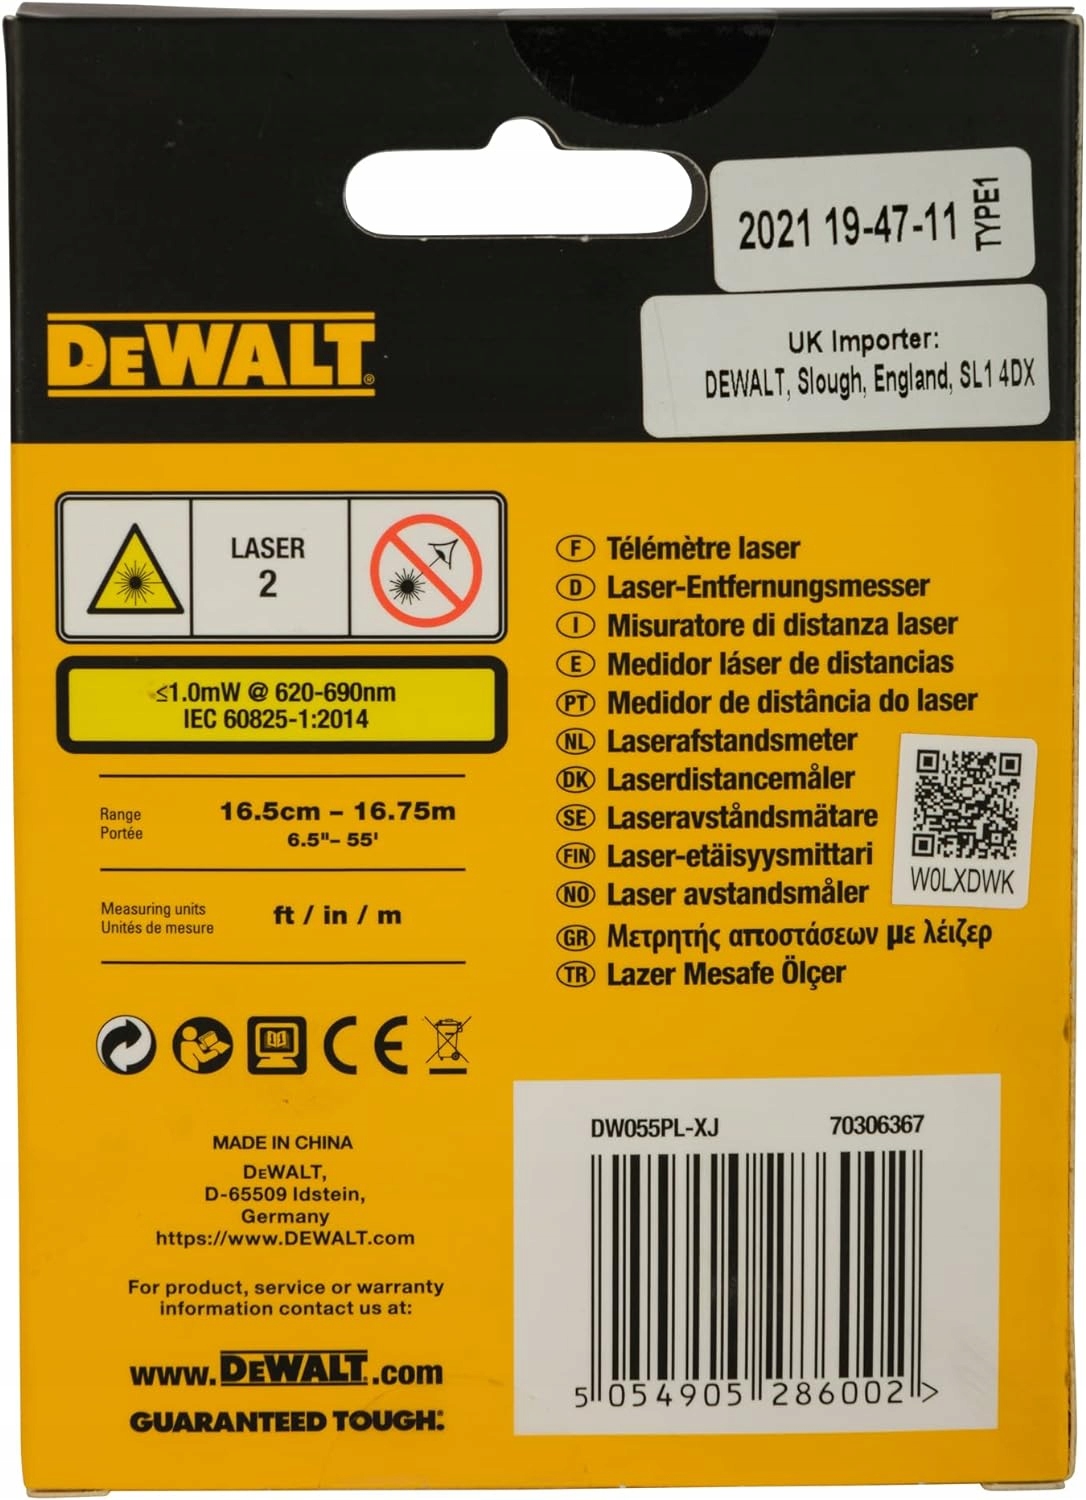 2021 19-47-11 TYPE1
UK Importer:
DEWALT, Slough, England, SL1 4DX
DEWALT®
LASER
2
≤1.0mW @ 620-690nm
IEC 60825-1:2014
Range
Portée
16.5cm – 16.75m
6.5"– 55'
Measuring units
Unités de mesure
ft / in / m
F Télémètre laser
D Laser-Entfernungsmesser
I Misuratore di distanza laser
E Medidor láser de distancias
PT Medidor de distância do laser
NL Laserafstandsmeter
DK Laserdistancemåler
SE Laseravståndsmätare
FIN Laser-etäisyysmittari
NO Laser avstandsmåler
GR Μετρητής αποστάσεων με λέιζερ
TR Lazer Mesafe Ölçer
W0LXDWK
CE
MADE IN CHINA
DEWALT,
D-65509 Idstein,
Germany
https://www.DEWALT.com
For product, service or warranty
information contact us at:
www.DEWALT.com
GUARANTEED TOUGH.
DW055PL-XJ 70306367
5 054905 286002 >